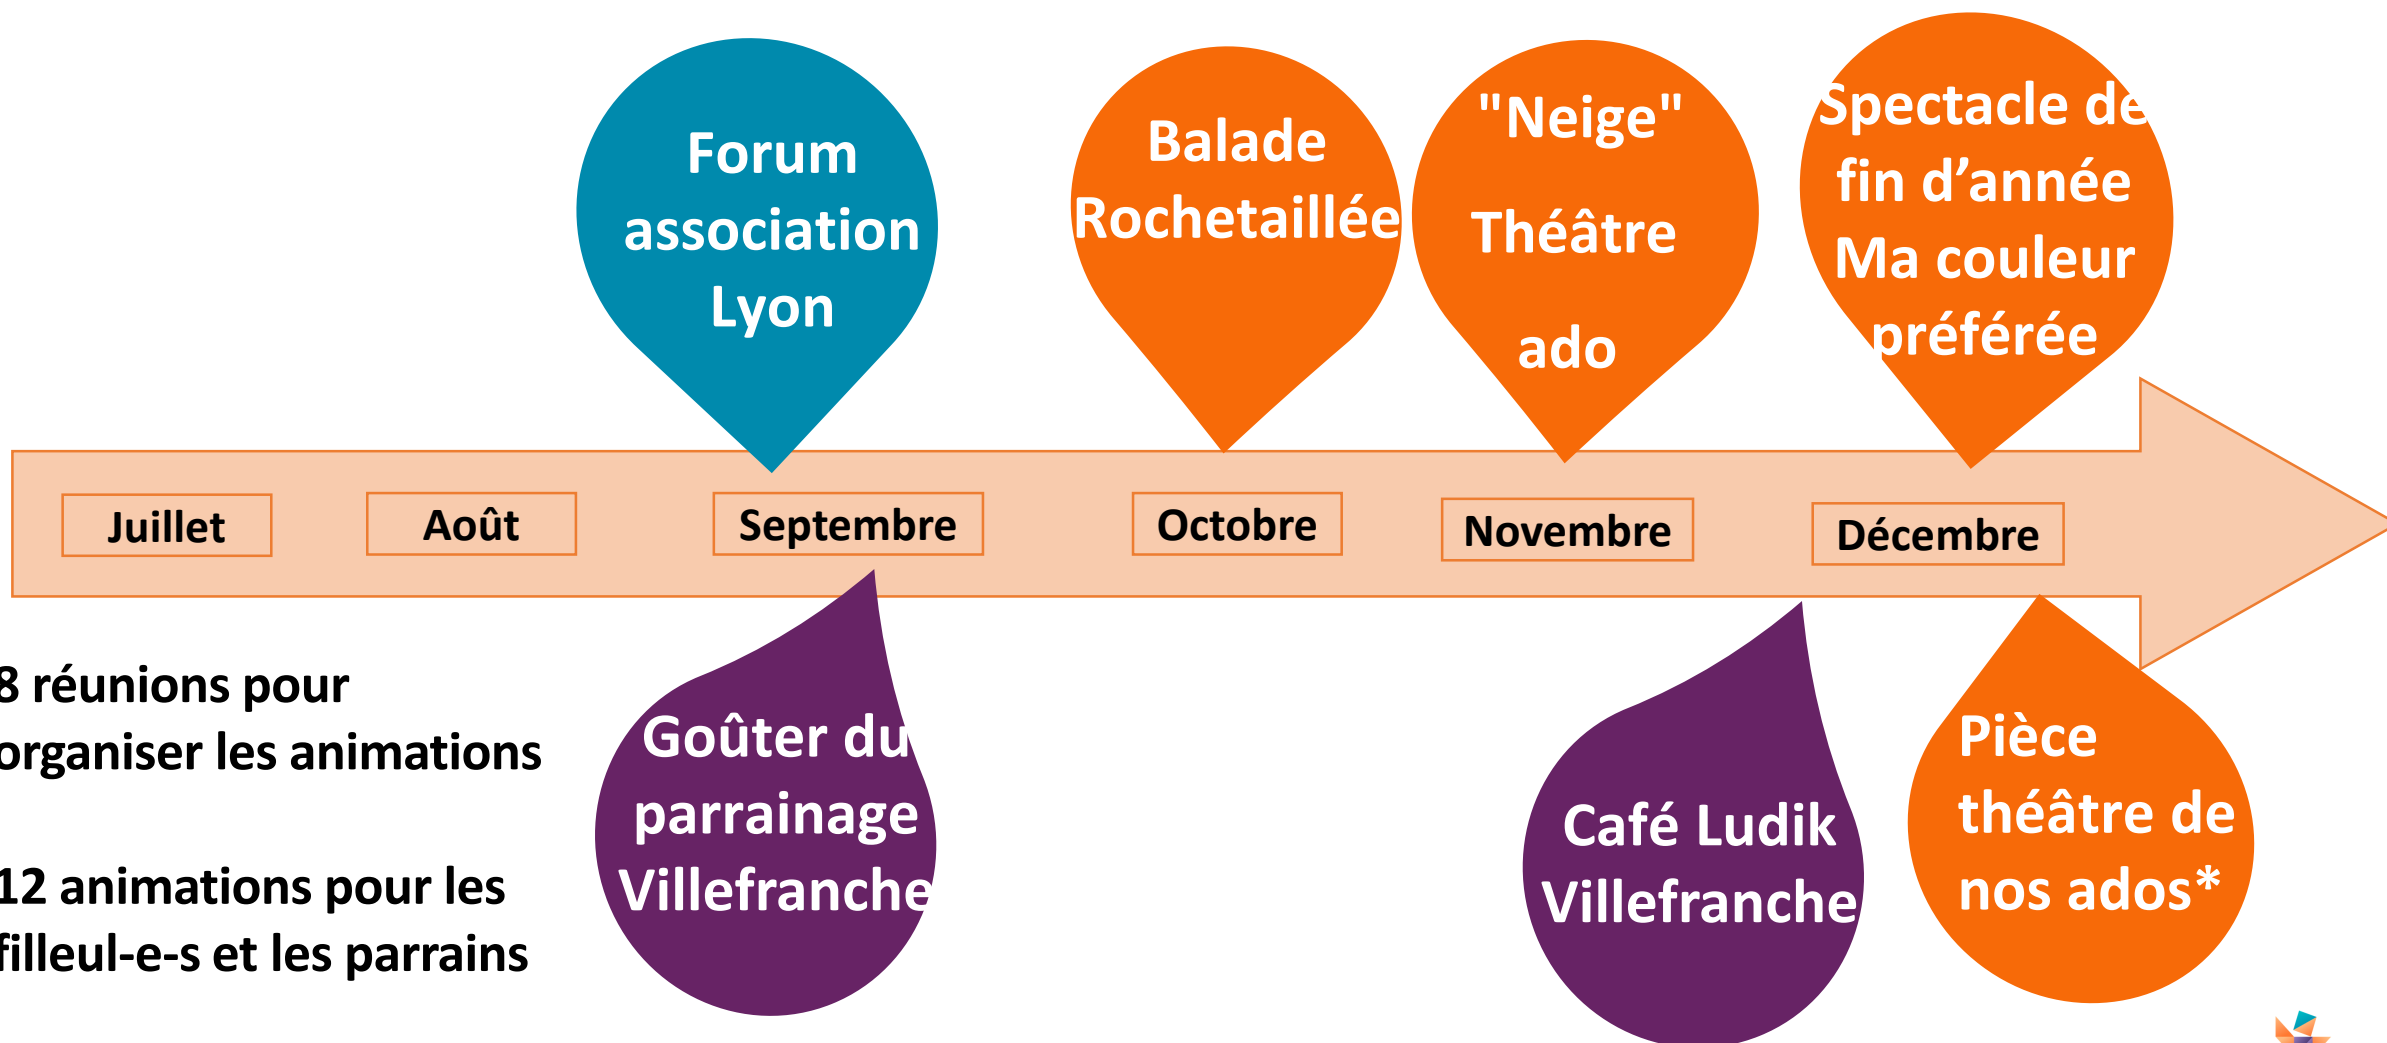 Forum
association
Lyon
Balade
Rochetaillée
"Neige"
Théâtre
ado
Spectacle de
fin d’année
Ma couleur
préférée
Juillet
Août
Septembre
Octobre
Novembre
Décembre
8 réunions pour
organiser les animations
12 animations pour les
filleul-e-s et les parrains
Goûter du
parrainage
Villefranche
Café Ludik
Villefranche
Pièce
théâtre de
nos ados*